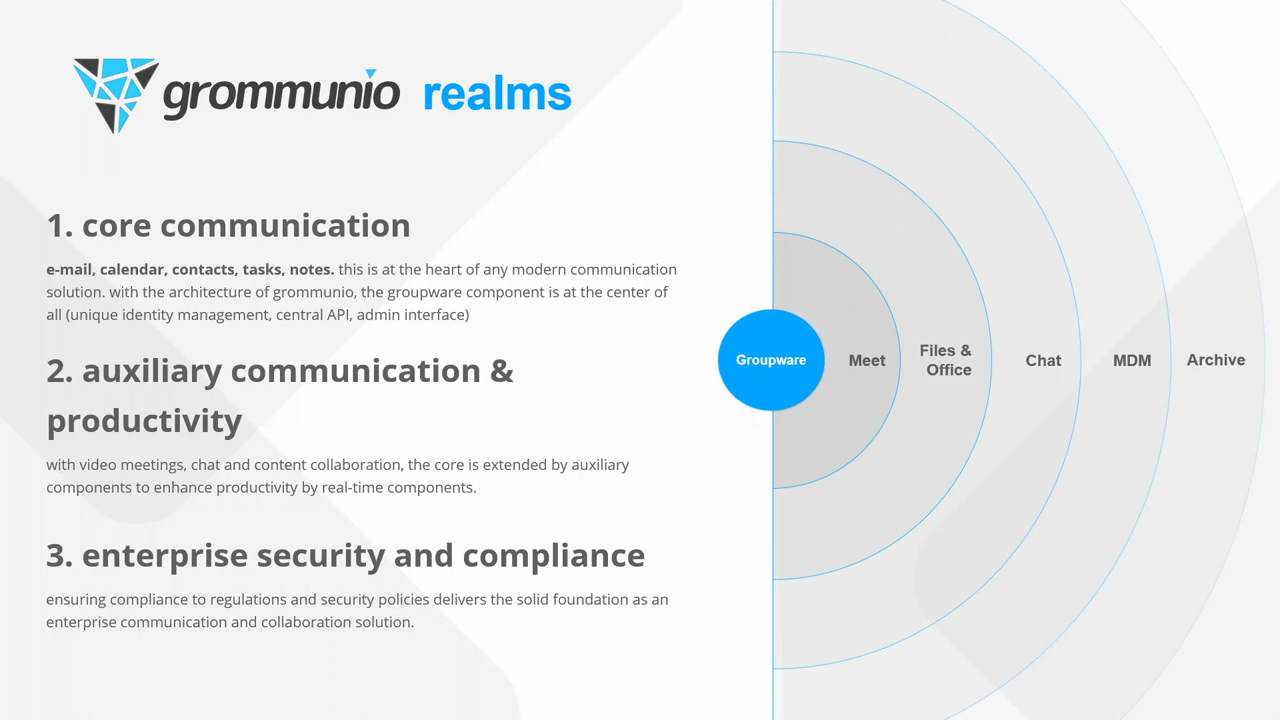 grommunio realms
1. core communication
e-mail, calendar, contacts, tasks, notes. this is at the heart of any modern communication
solution. with the architecture of grommunio, the groupware component is at the center of
all (unique identity management, central API, admin interface)
2. auxiliary communication &
productivity
with video meetings, chat and content collaboration, the core is extended by auxiliary
components to enhance productivity by real-time components.
3. enterprise security and compliance
ensuring compliance to regulations and security policies delivers the solid foundation as an
enterprise communication and collaboration solution.
Groupware
Meet
Files &
Office
Chat
MDM
Archive